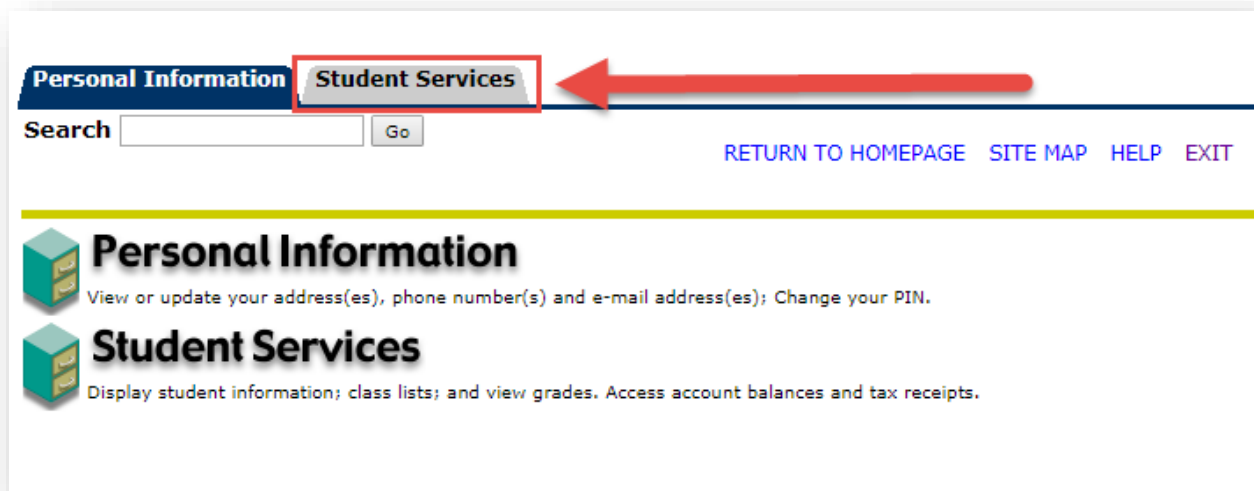 Personal Information Student Services
Search Go
RETURN TO HOMEPAGE SITE MAP HELP EXIT
Personal Information
View or update your address(es), phone number(s) and e-mail address(es); Change your PIN.
Student Services
Display student information; class lists; and view grades. Access account balances and tax receipts.